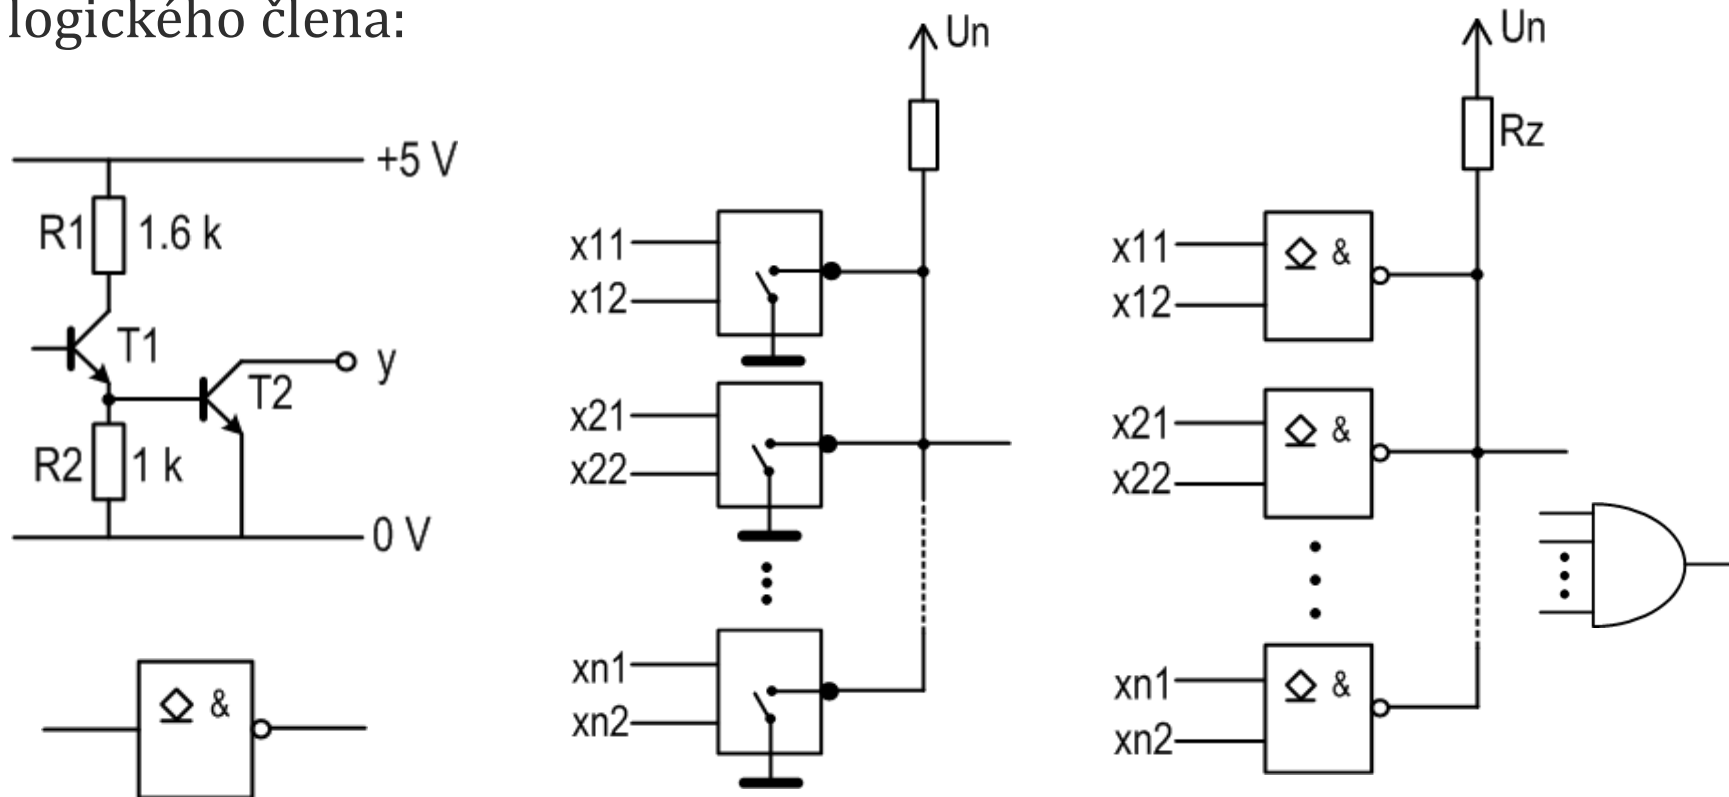 logického člena:
+5 V
R1 1.6 k
T1
y
T2
R2 1 k
0 V
&
Un
x11
x12
x21
x22
xn1
xn2
Un
Rz
x11
x12
&
x21
x22
&
xn1
xn2
&